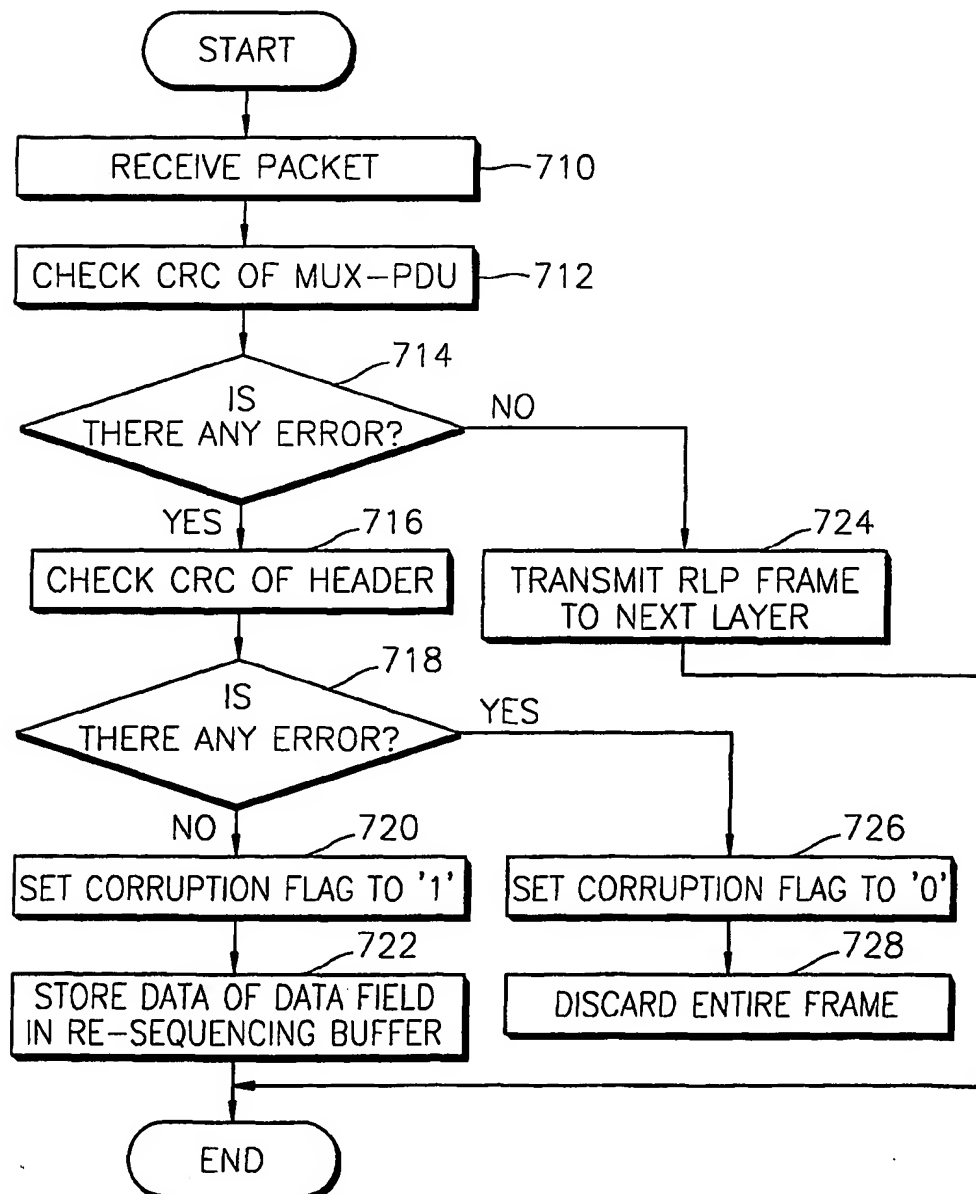 START
RECEIVE PACKET
710
CHECK CRC OF MUX-PDU
712
714
IS
THERE ANY ERROR?
NO
YES
716
CHECK CRC OF HEADER
724
TRANSMIT RLP FRAME
TO NEXT LAYER
718
IS
THERE ANY ERROR?
YES
NO
720
SET CORRUPTION FLAG TO '1'
726
SET CORRUPTION FLAG TO '0'
722
STORE DATA OF DATA FIELD
IN RE-SEQUENCING BUFFER
728
DISCARD ENTIRE FRAME
END